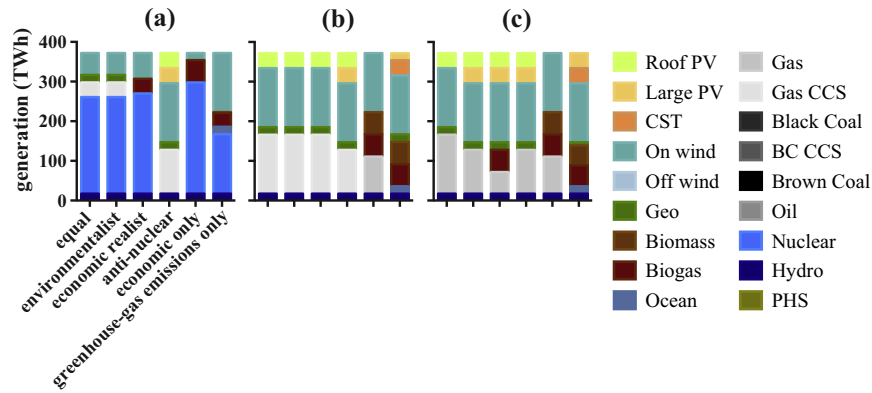 (a) (b) (c)
generation (TWh)
400
300
200
100
0
equal
environmentalist
economic realist
anti-nuclear
economic only
greenhouse-gas emissions only
Roof PV
Large PV
CST
On wind
Off wind
Geo
Biomass
Biogas
Ocean
Gas
Gas CCS
Black Coal
BC CCS
Brown Coal
Oil
Nuclear
Hydro
PHS